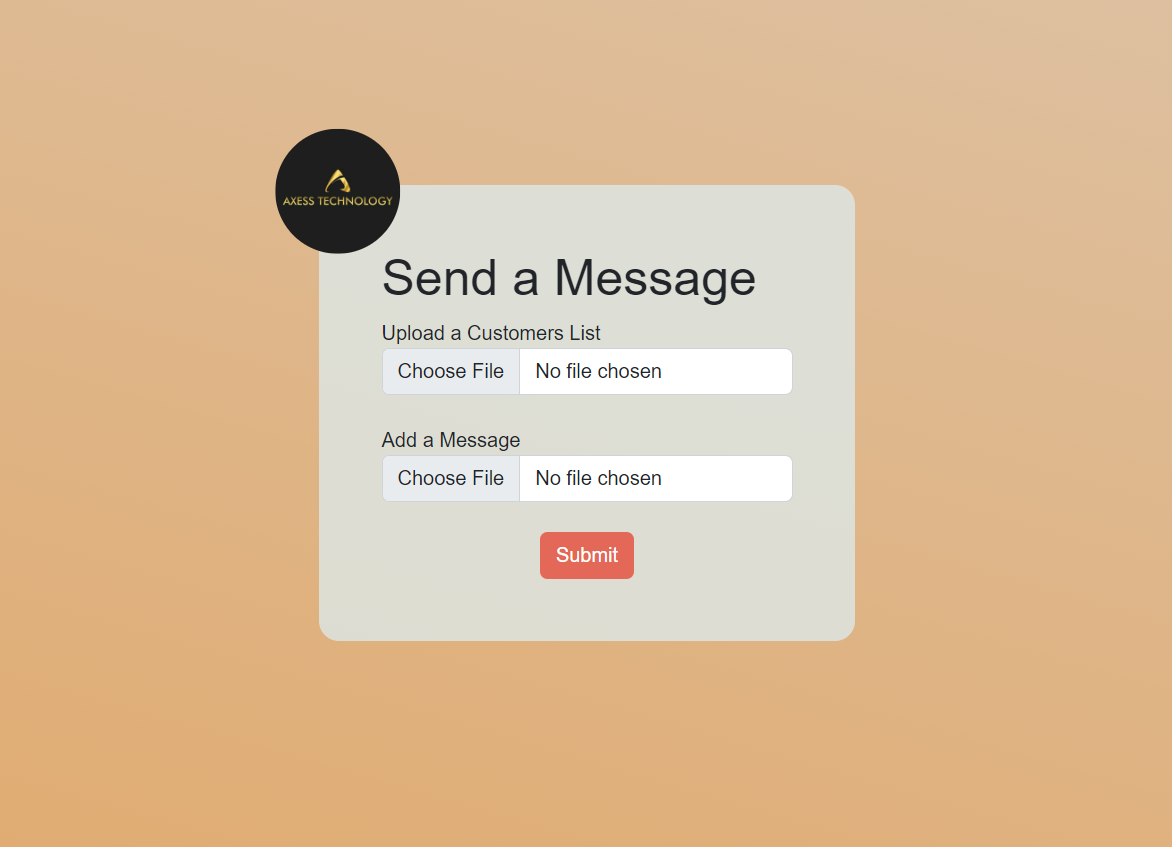 AXESS TECHNOLOGY
Send a Message
Upload a Customers List
Choose File No file chosen
Add a Message
Choose File No file chosen
Submit